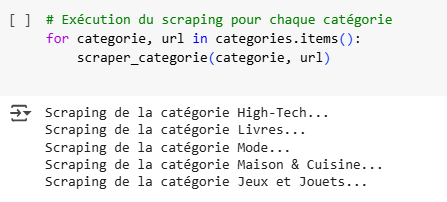 [ ] # Exécution du scraping pour chaque catégorie
for categorie, url in categories.items():
    scraper_categorie(categorie, url)
Scraping de la catégorie High-Tech...
Scraping de la catégorie Livres...
Scraping de la catégorie Mode...
Scraping de la catégorie Maison & Cuisine...
Scraping de la catégorie Jeux et Jouets...